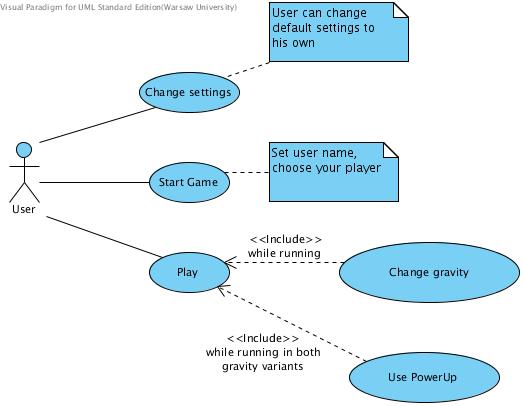 Visual Paradigm for UML Standard Edition(Warsaw University)
User can change
default settings to
his own
Change settings
Set user name,
choose your player
Start Game
User
<<Include>>
while running
Play
Change gravity
<<Include>>
while running in both
gravity variants
Use PowerUp